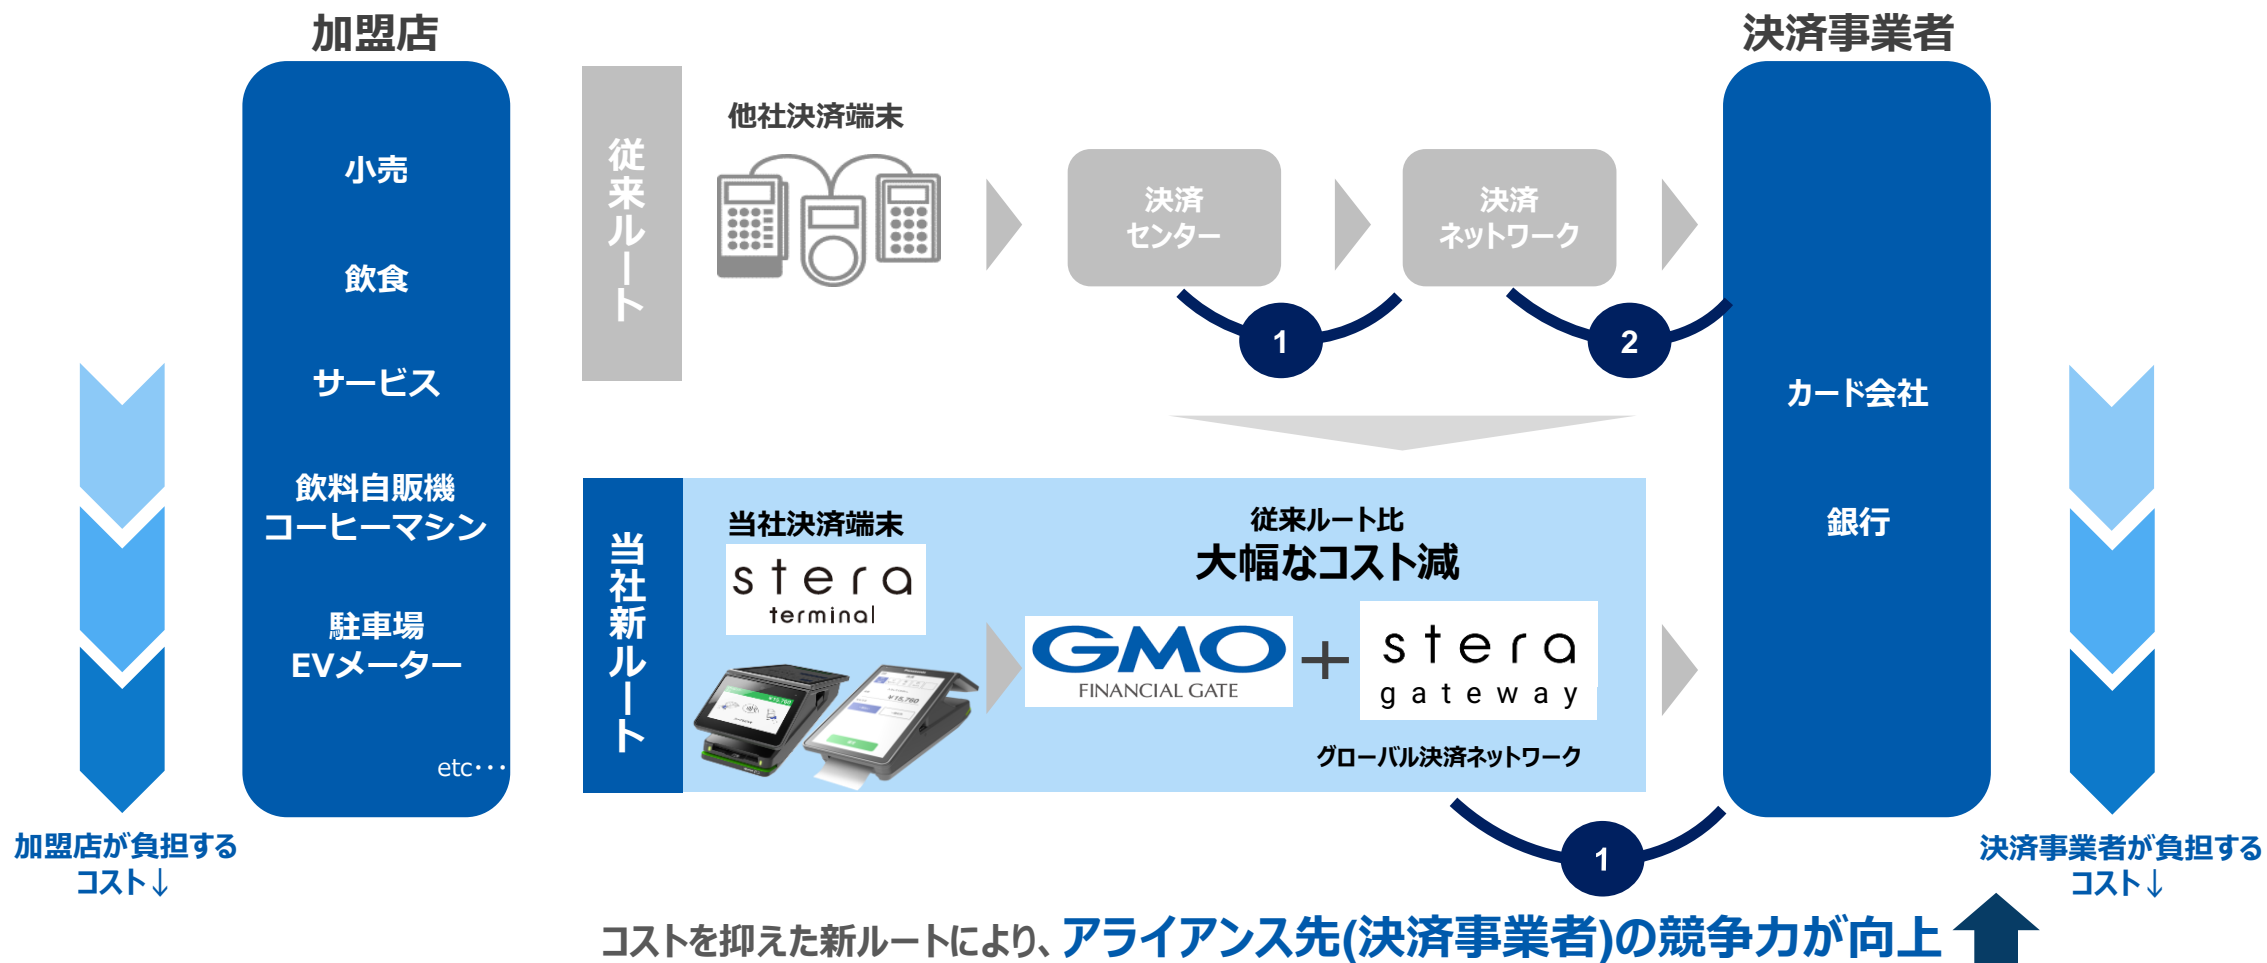 加盟店
決済事業者
小売
飲食
サービス
飲料自販機
コーヒーマシン
駐車場
EVメーター
etc・・・
従来ルート
他社決済端末
決済
センター
決済
ネットワーク
1
2
カード会社
銀行
当社新ルート
当社決済端末
stera
terminal
従来ルート比
大幅なコスト減
GMO
FINANCIAL GATE
+
stera
gateway
グローバル決済ネットワーク
1
加盟店が負担する
コスト↓
決済事業者が負担する
コスト↓
コストを抑えた新ルートにより、アライアンス先(決済事業者)の競争力が向上